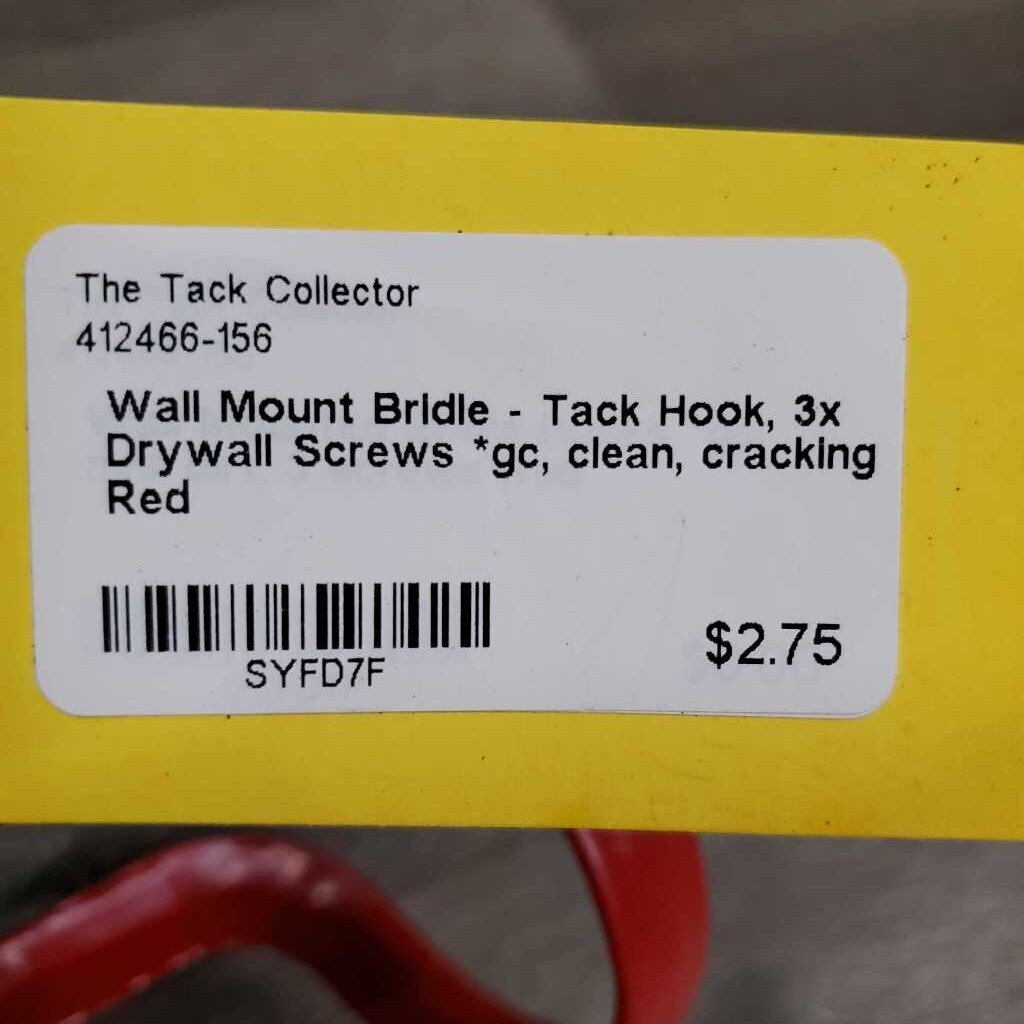 The Tack Collector
412466-156
Wall Mount Bridle - Tack Hook, 3x
Drywall Screws *gc, clean, cracking
Red
SYFD7F
$2.75